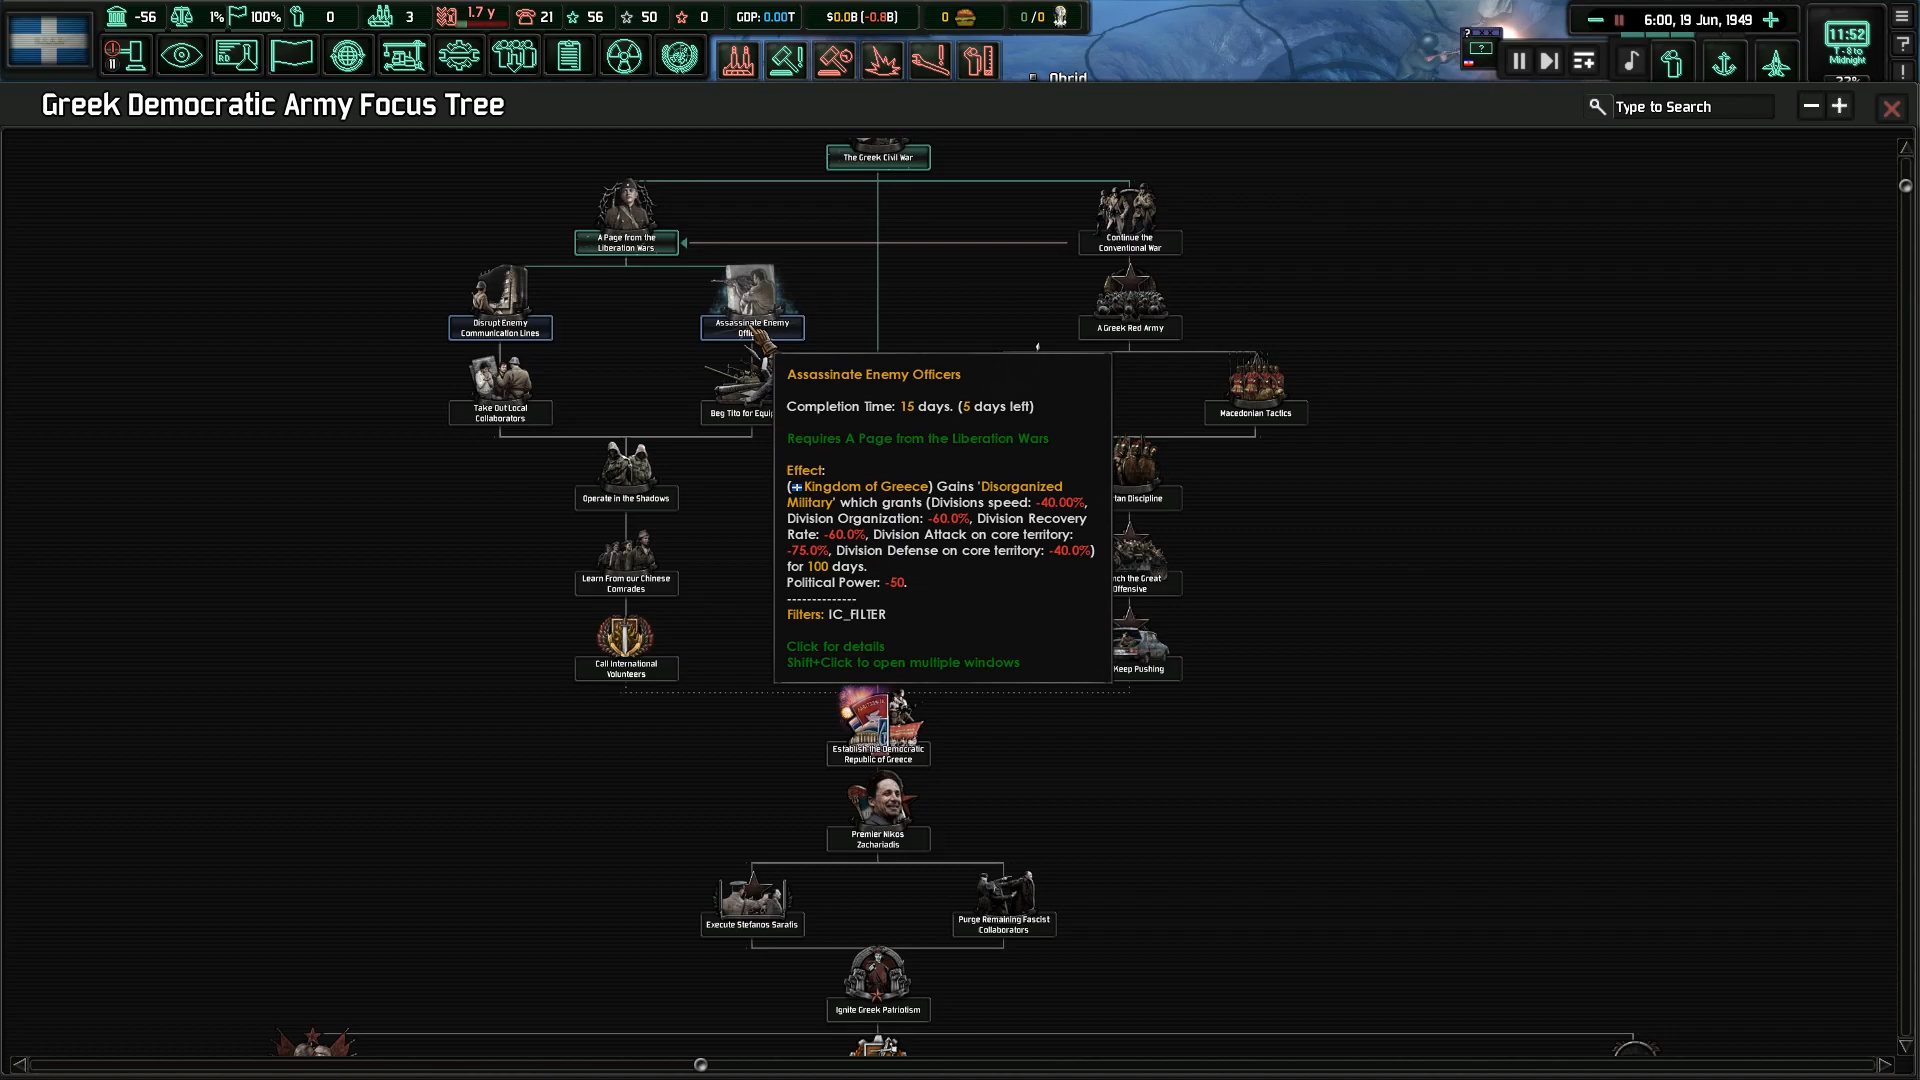 -56 1% 100% 0 3 1.7 y 21 56 50 0 GDP: 0.00T $0.0B (-0.8B) 0 0/0
6:00, 19 Jun, 1949
11:52
T -8 to
Midnight
Ohrid
Greek Democratic Army Focus Tree
Type to Search
The Greek Civil War
A Page from the
Liberation Wars
Continue the
Conventional War
Disrupt Enemy
Communication Lines
Assassinate Enemy
A Greek Red Army
Take Out Local
Collaborators
Beg Tito for Equip
Macedonian Tactics
Assassinate Enemy Officers
Completion Time: 15 days. (5 days left)
Requires A Page from the Liberation Wars
Effect:
(Kingdom of Greece) Gains 'Disorganized
Military' which grants (Divisions speed: -40.00%,
Division Organization: -60.0%, Division Recovery
Rate: -60.0%, Division Attack on core territory:
-75.0%, Division Defense on core territory: -40.0%)
for 100 days.
Political Power: -50.
--------------
Filters: IC_FILTER
Click for details
Shift+Click to open multiple windows
Operate in the Shadows
tan Discipline
Learn From our Chinese
Comrades
nch the Great
Offensive
Call International
Volunteers
Keep Pushing
Establish the Democratic
Republic of Greece
Premier Nikos
Zachariadis
Execute Stefanos Sarafis
Purge Remaining Fascist
Collaborators
Ignite Greek Patriotism